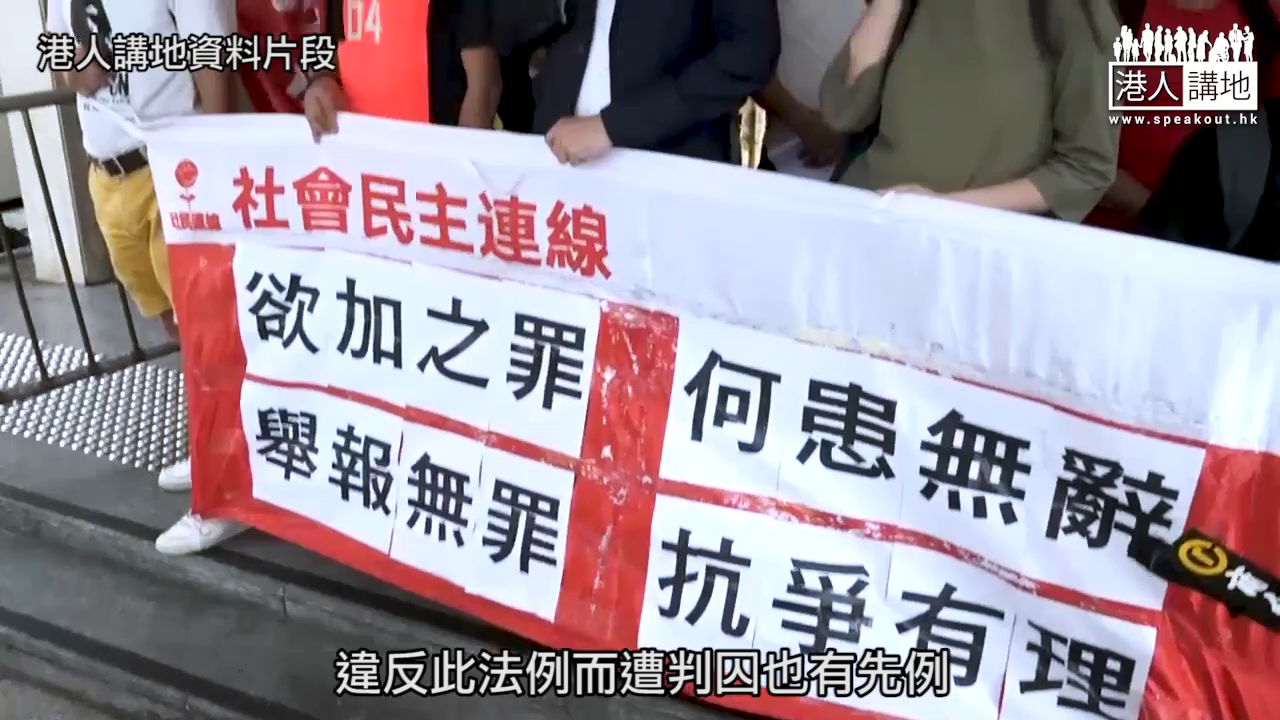 港人講地資料片段
港人講地
www.speakout.hk
04
社民連線
社會民主連線
欲加之罪 何患無辭
舉報無罪 抗爭有理
違反此法例而遭判囚也有先例